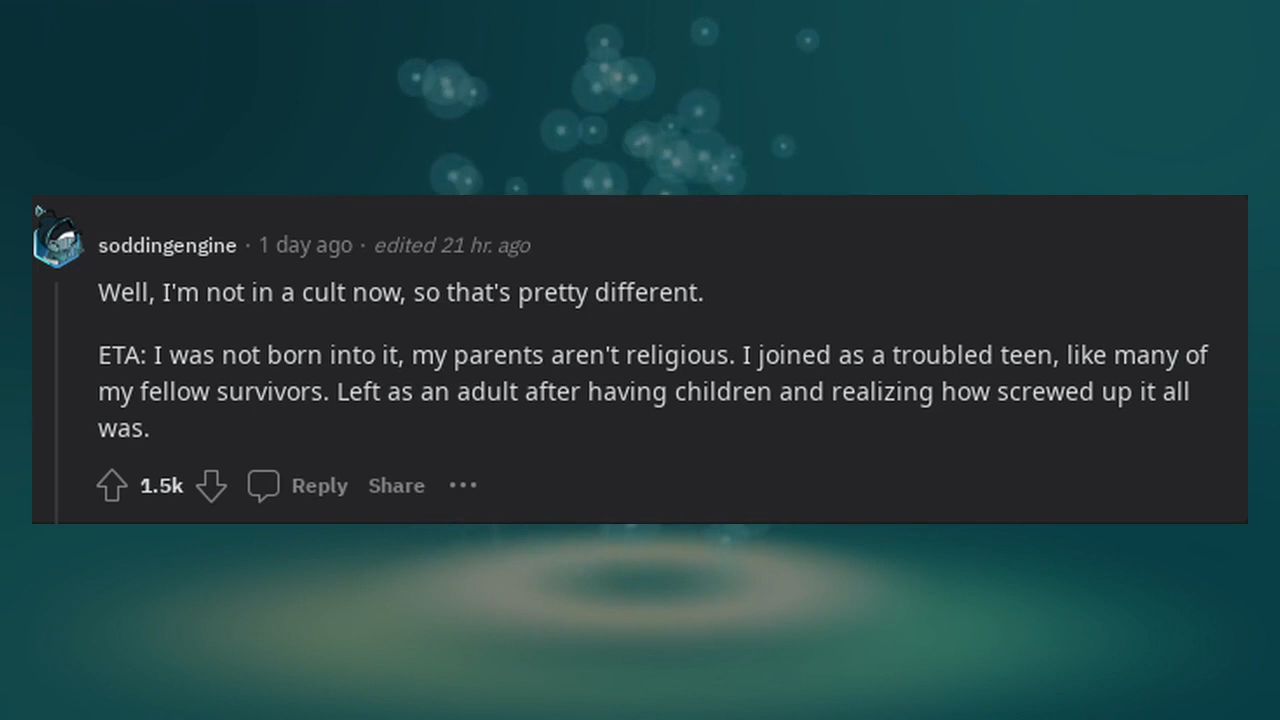 soddingengine · 1 day ago · edited 21 hr. ago
Well, I'm not in a cult now, so that's pretty different.
ETA: I was not born into it, my parents aren't religious. I joined as a troubled teen, like many of
my fellow survivors. Left as an adult after having children and realizing how screwed up it all
was.
1.5k Reply Share ···